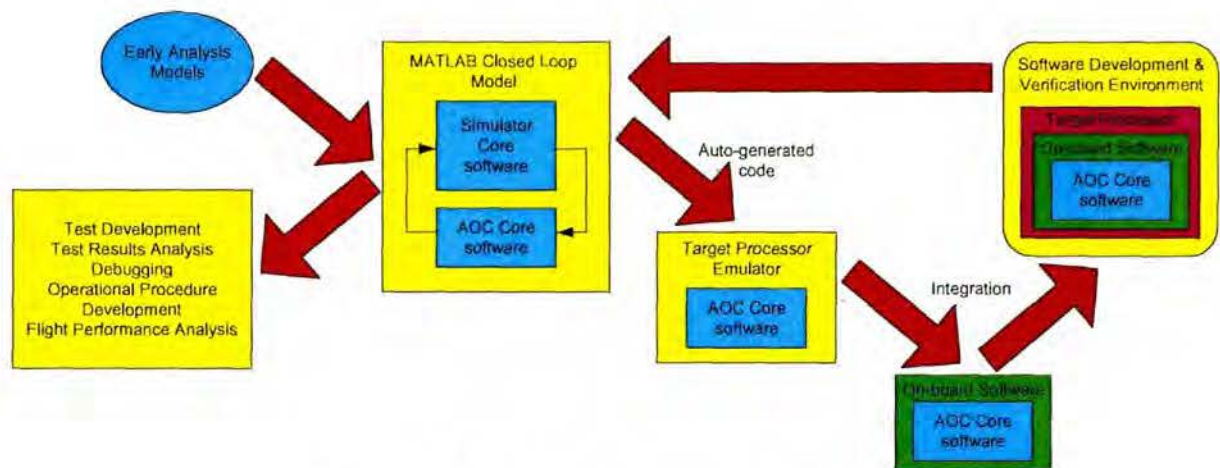 Early Analysis
Models
MATLAB Closed Loop
Model
Simulator
Core
software
AOC Core
software
Test Development
Test Results Analysis
Debugging
Operational Procedure
Development
Flight Performance Analysis
Auto-generated
code
Target Processor
Emulator
AOC Core
software
Integration
On-board Software
AOC Core
software
Software Development &
Verification Environment
Target Processor
On-board Software
AOC Core
software